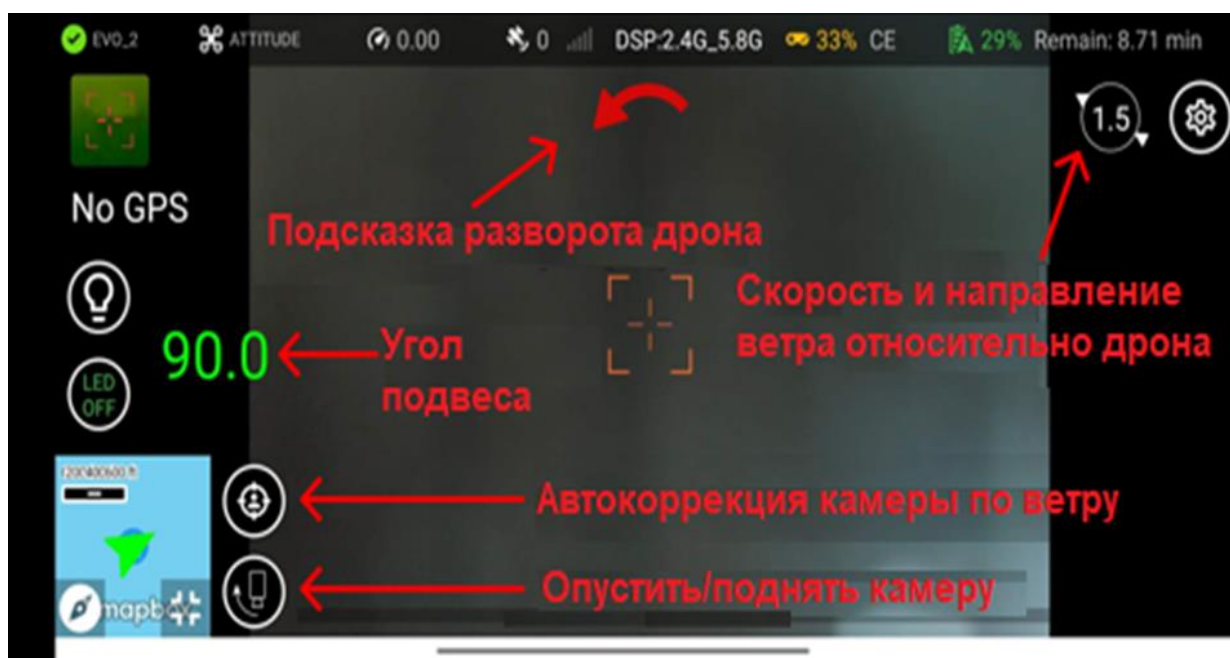 EVO_2 ATTITUDE 0.00 0 DSP:2.4G_5.8G 33% CE 29% Remain: 8.71 min
1.5
No GPS
Подсказка разворота дрона
Скорость и направление
ветра относительно дрона
90.0
Угол
подвеса
LED
OFF
Автокоррекция камеры по ветру
Опустить/поднять камеру
mapbox